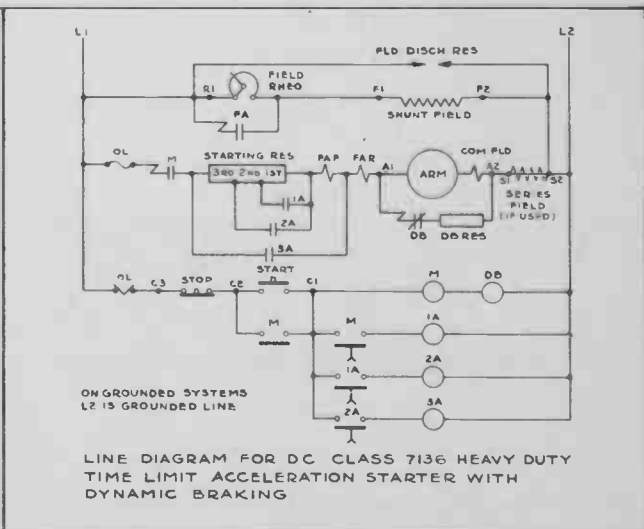 L1
L2
FLD DISCH RES
FIELD
RHEO
R1
F1
F2
FA
SHUNT FIELD
OL
M
STARTING RES
3RD 2ND 1ST
FAP
FAR
A1
ARM
COM FLD
A2
S1
S2
SERIES
FIELD
(IF USED)
1A
2A
3A
DB
DB RES
OL
C3
STOP
C2
START
C1
M
DB
M
M
1A
1A
2A
2A
3A
ON GROUNDED SYSTEMS
L2 IS GROUNDED LINE
LINE DIAGRAM FOR DC CLASS 7136 HEAVY DUTY
TIME LIMIT ACCELERATION STARTER WITH
DYNAMIC BRAKING